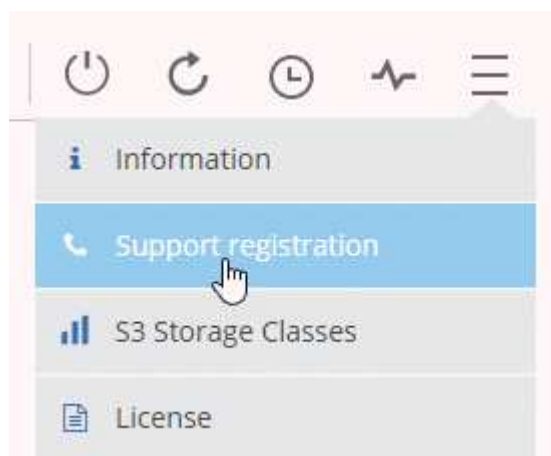 Information
Support registration
S3 Storage Classes
License